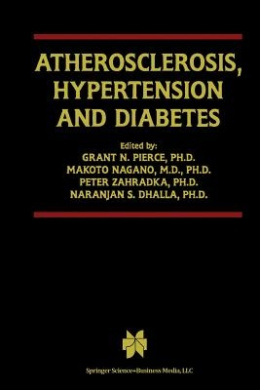 ATHEROSCLEROSIS,
HYPERTENSION
AND DIABETES
Edited by:
GRANT N. PIERCE, PH.D.
MAKOTO NAGANO, M.D., PH.D.
PETER ZAHRADKA, PH.D.
NARANJAN S. DHALLA, PH.D.
Springer Science+Business Media, LLC